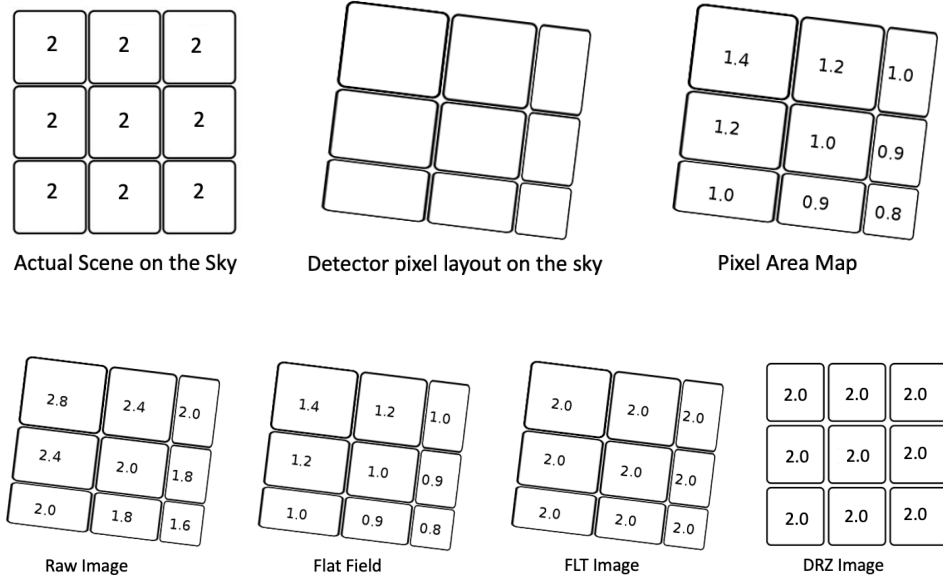 2 2 2
2 2 2
2 2 2
Actual Scene on the Sky
Detector pixel layout on the sky
1.4 1.2 1.0
1.2 1.0 0.9
1.0 0.9 0.8
Pixel Area Map
2.8 2.4 2.0
2.4 2.0 1.8
2.0 1.8 1.6
Raw Image
1.4 1.2 1.0
1.2 1.0 0.9
1.0 0.9 0.8
Flat Field
2.0 2.0 2.0
2.0 2.0 2.0
2.0 2.0 2.0
FLT Image
2.0 2.0 2.0
2.0 2.0 2.0
2.0 2.0 2.0
DRZ Image